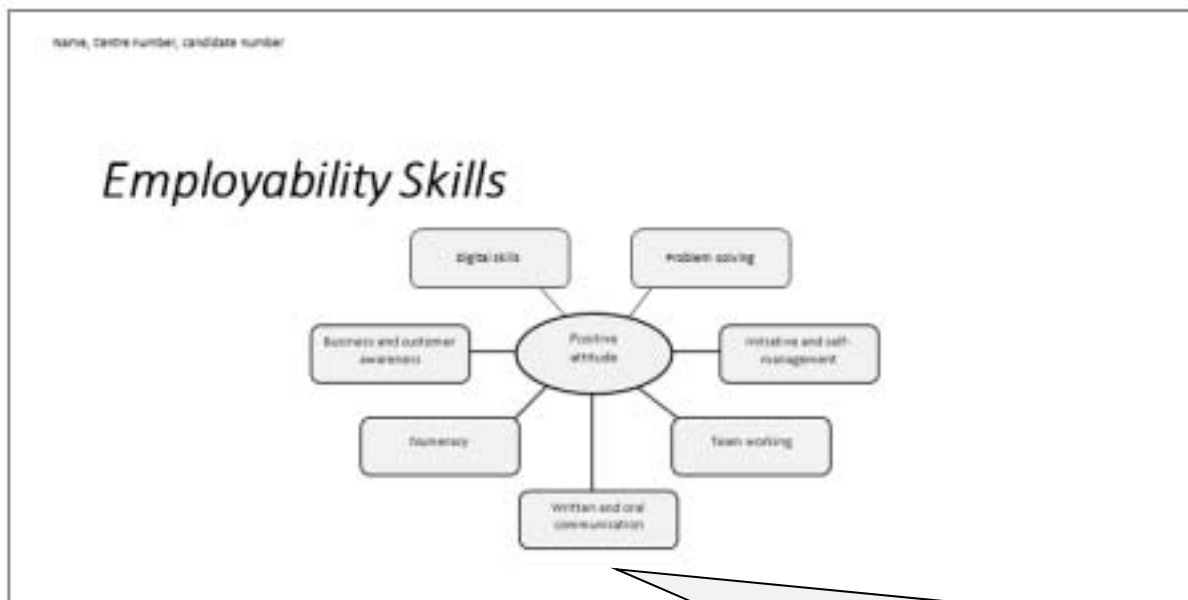 Name, Centre number, candidate number
Employability Skills
Digital skills
Problem solving
Business and customer
awareness
Positive
attitude
Initiative and self-
management
Numeracy
Team working
Written and oral
communication